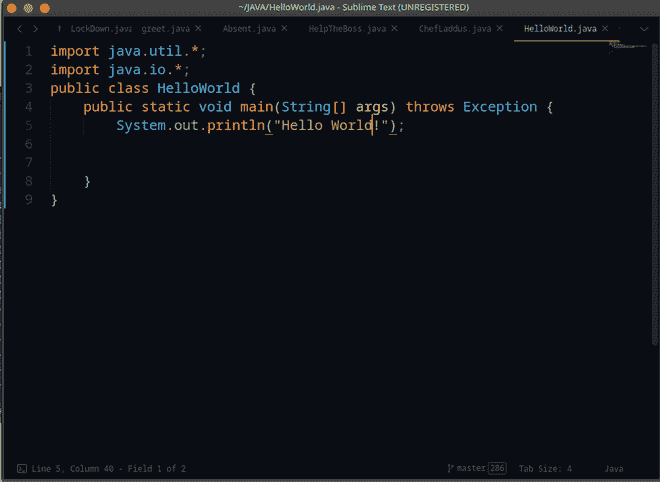 ~/JAVA/HelloWorld.java - Sublime Text (UNREGISTERED)
LockDown.java greet.java Absent.java HelpTheBoss.java ChefLaddus.java HelloWorld.java
1 import java.util.*;
2 import java.io.*;
3 public class HelloWorld {
4 public static void main(String[] args) throws Exception {
5 System.out.println("Hello World!");
6
7
8 }
9 }
Line 5, Column 40 - Field 1 of 2 master 286 Tab Size: 4 Java